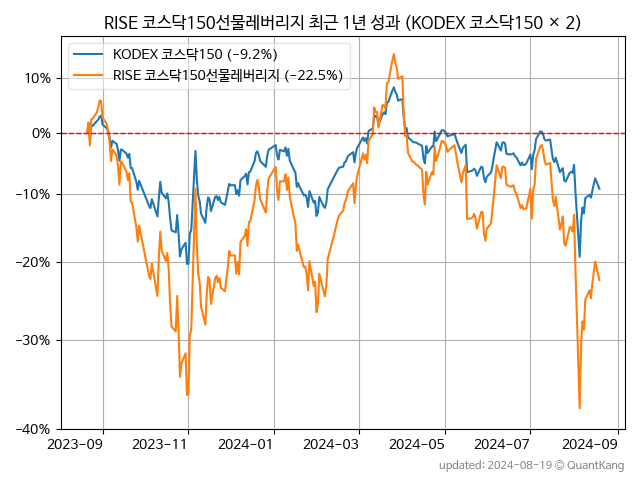 RISE 코스닥150선물레버리지 최근 1년 성과 (KODEX 코스닥150 × 2)
KODEX 코스닥150 (−9.2%)
RISE 코스닥150선물레버리지 (−22.5%)
10%
0%
−10%
−20%
−30%
−40%
2023-09 2023-11 2024-01 2024-03 2024-05 2024-07 2024-09
updated: 2024-08-19 © QuantKang